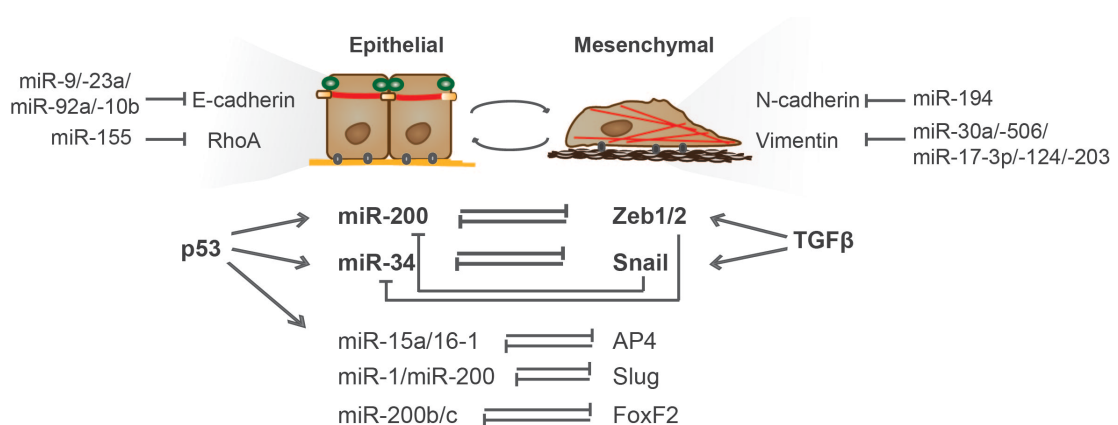 Epithelial
Mesenchymal
miR-9/-23a/
miR-92a/-10b
E-cadherin
miR-155
RhoA
N-cadherin
miR-194
Vimentin
miR-30a/-506/
miR-17-3p/-124/-203
p53
miR-200
Zeb1/2
TGFβ
miR-34
Snail
miR-15a/16-1
AP4
miR-1/miR-200
Slug
miR-200b/c
FoxF2